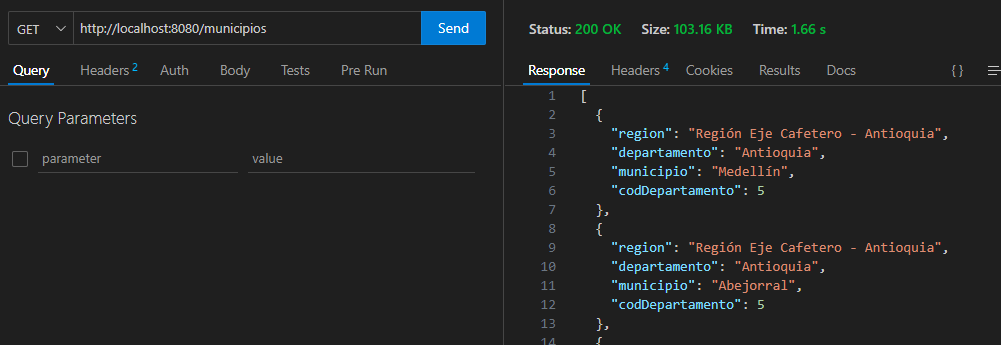 GET http://localhost:8080/municipios Send
Query Headers 2 Auth Body Tests Pre Run
Query Parameters
parameter value
Status: 200 OK Size: 103.16 KB Time: 1.66 s
Response Headers 4 Cookies Results Docs { }
1 [
2 {
3 "region": "Región Eje Cafetero - Antioquia",
4 "departamento": "Antioquia",
5 "municipio": "Medellín",
6 "codDepartamento": 5
7 },
8 {
9 "region": "Región Eje Cafetero - Antioquia",
10 "departamento": "Antioquia",
11 "municipio": "Abejorral",
12 "codDepartamento": 5
13 },
14 {